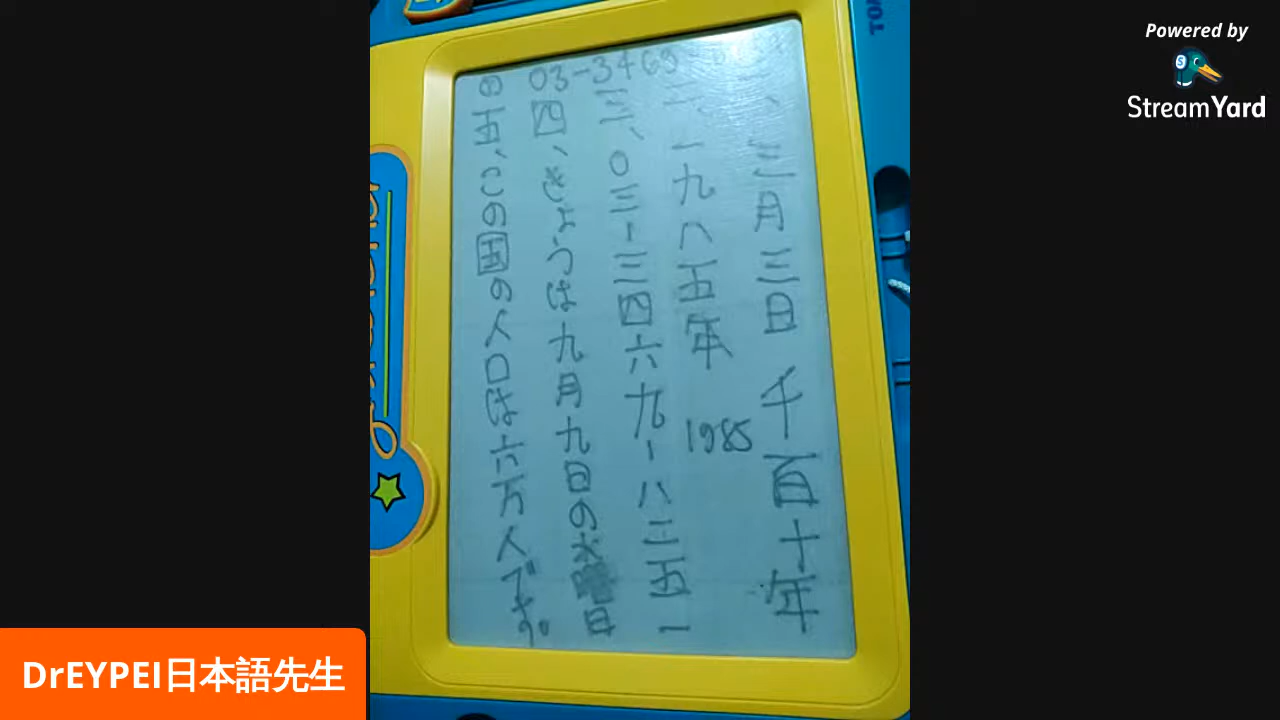 Powered by
StreamYard
三月三日 千百十年
二、一九八五年 1985
03-3469
三、〇三-三四六九-八二五一
四、きょうは九月九日の水曜日
五、この国の人口は六万人です。
DrEYPEI日本語先生